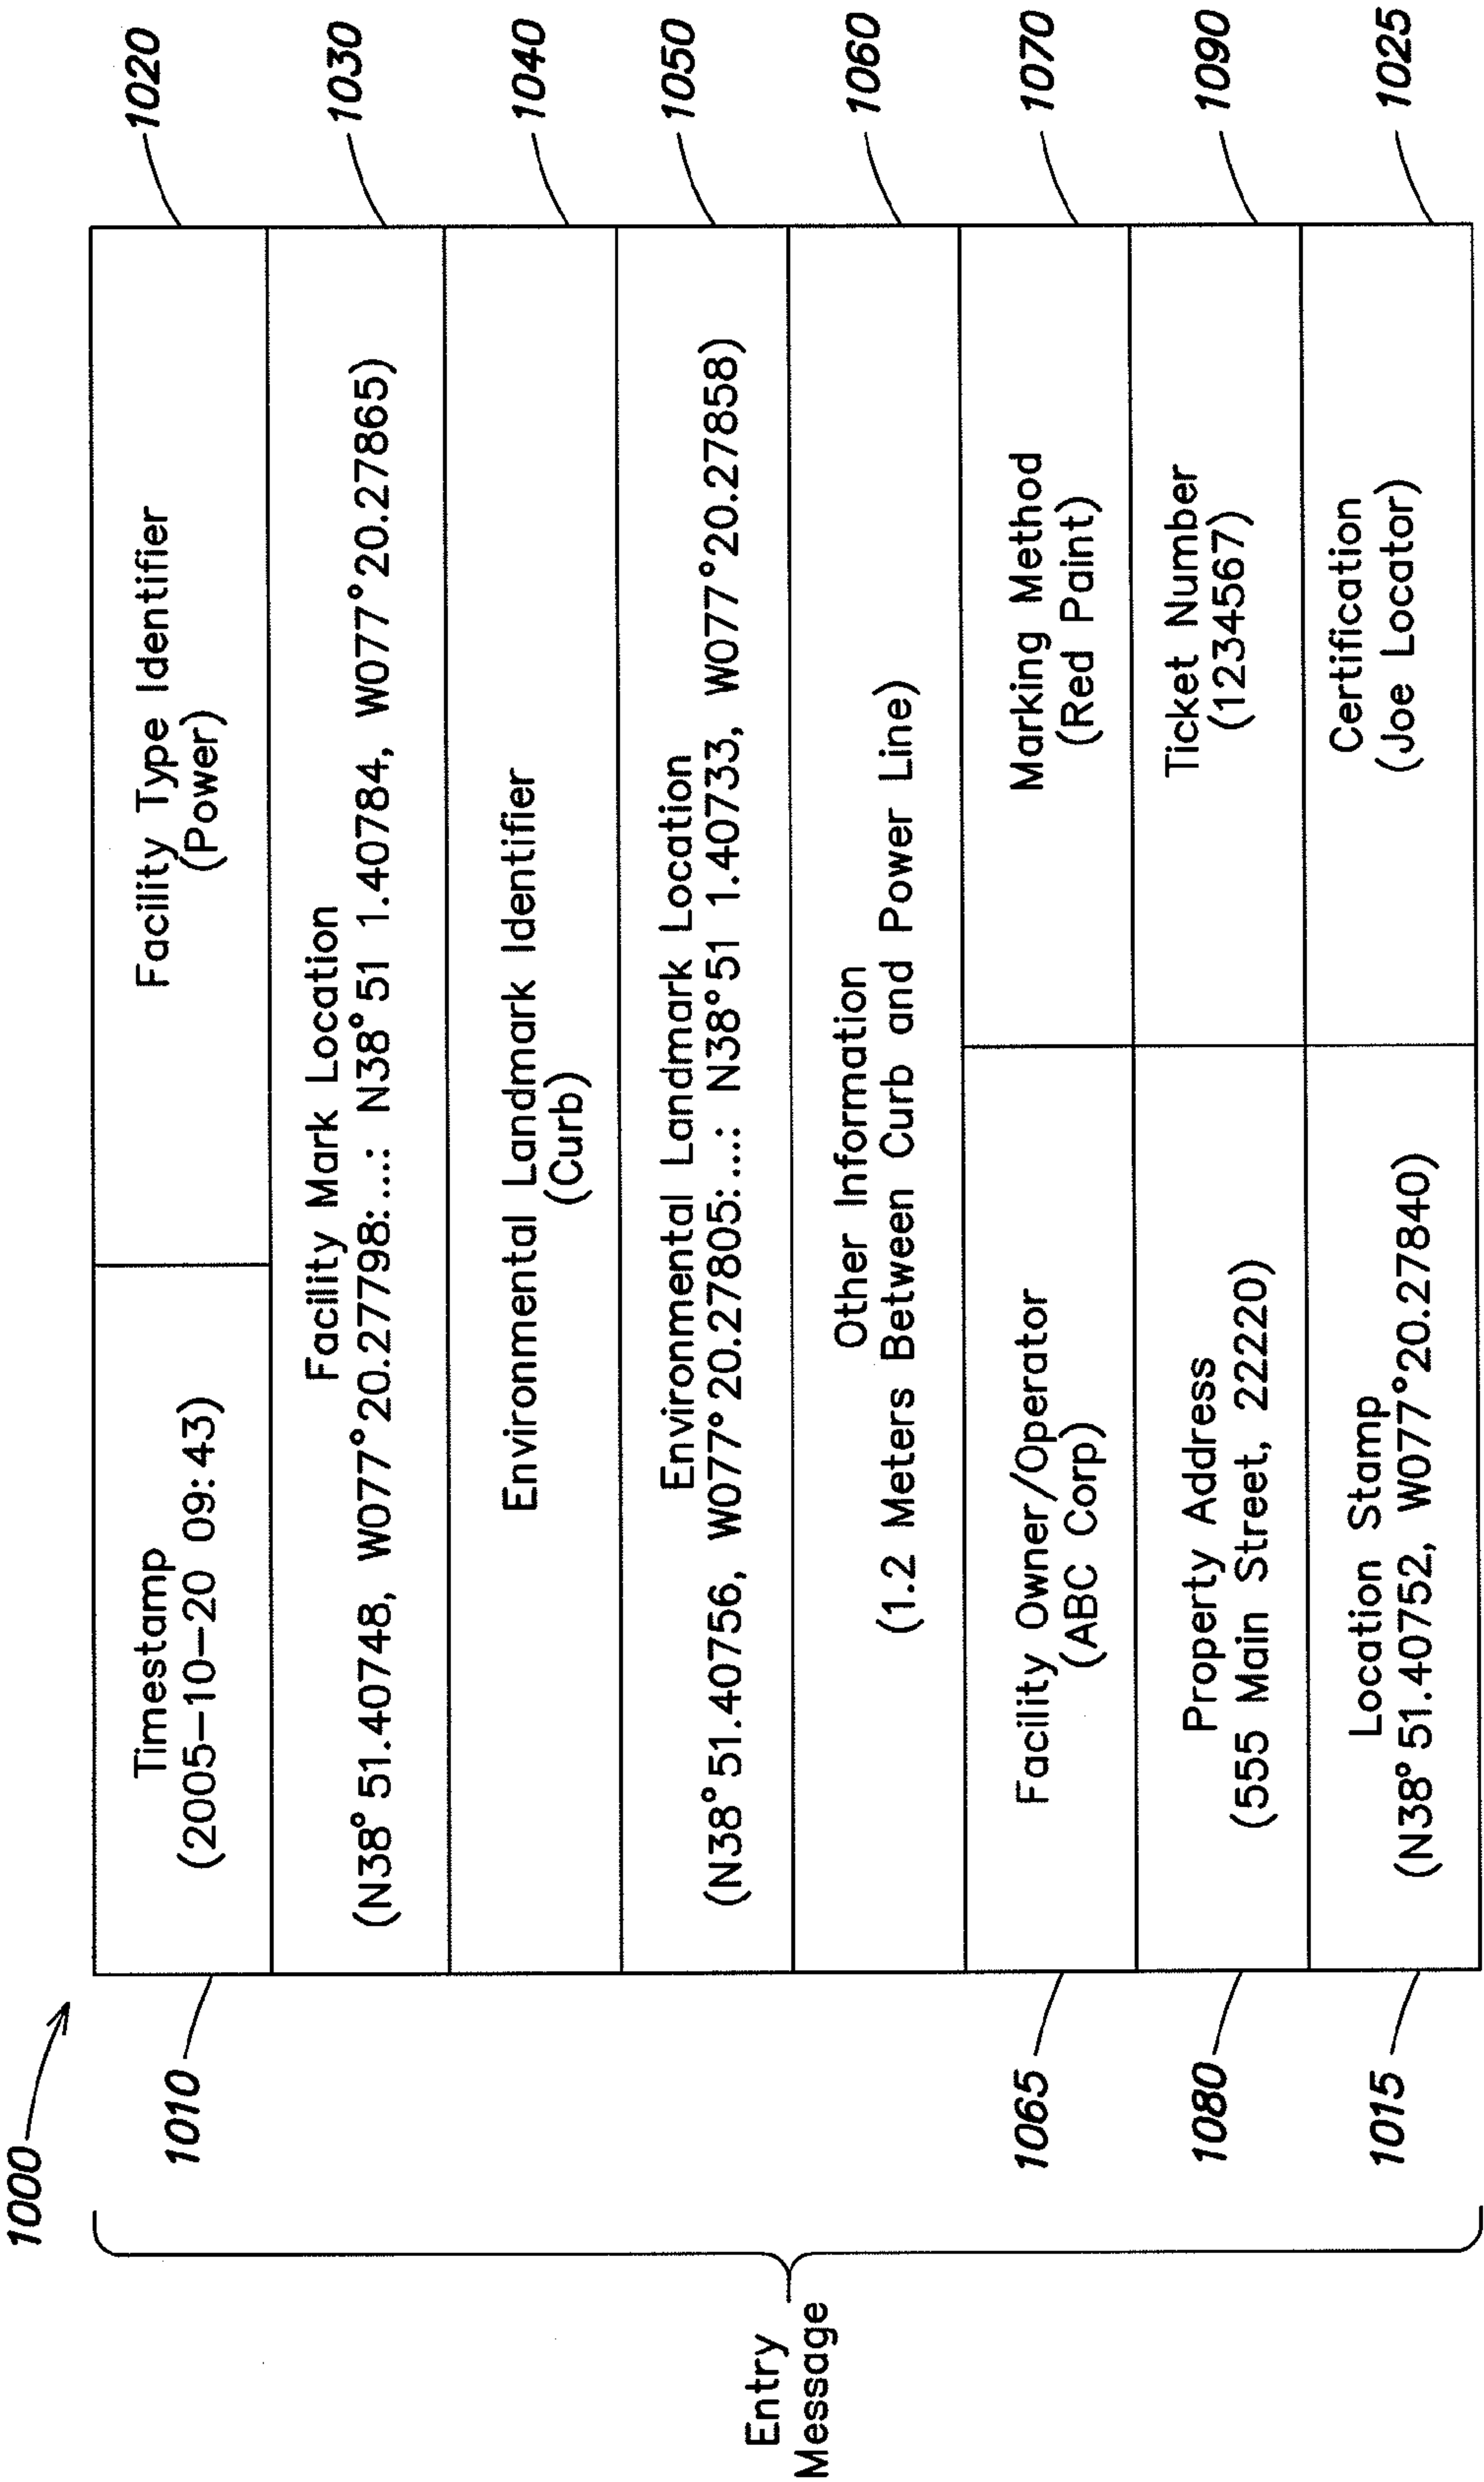 1000
Entry
Message
1010
Timestamp
(2005-10-20 09:43)
Facility Type Identifier
(Power)
1020
Facility Mark Location
(N38°51.40748, W077°20.27798:...: N38°51 1.40784, W077°20.27865)
1030
Environmental Landmark Identifier
(Curb)
1040
Environmental Landmark Location
(N38°51.40756, W077°20.27805:...: N38°51 1.40733, W077°20.27858)
1050
Other Information
(1.2 Meters Between Curb and Power Line)
1060
1065
Facility Owner/Operator
(ABC Corp)
Marking Method
(Red Paint)
1070
1080
Property Address
(555 Main Street, 22220)
Ticket Number
(1234567)
1090
1015
Location Stamp
(N38°51.40752, W077°20.27840)
Certification
(Joe Locator)
1025